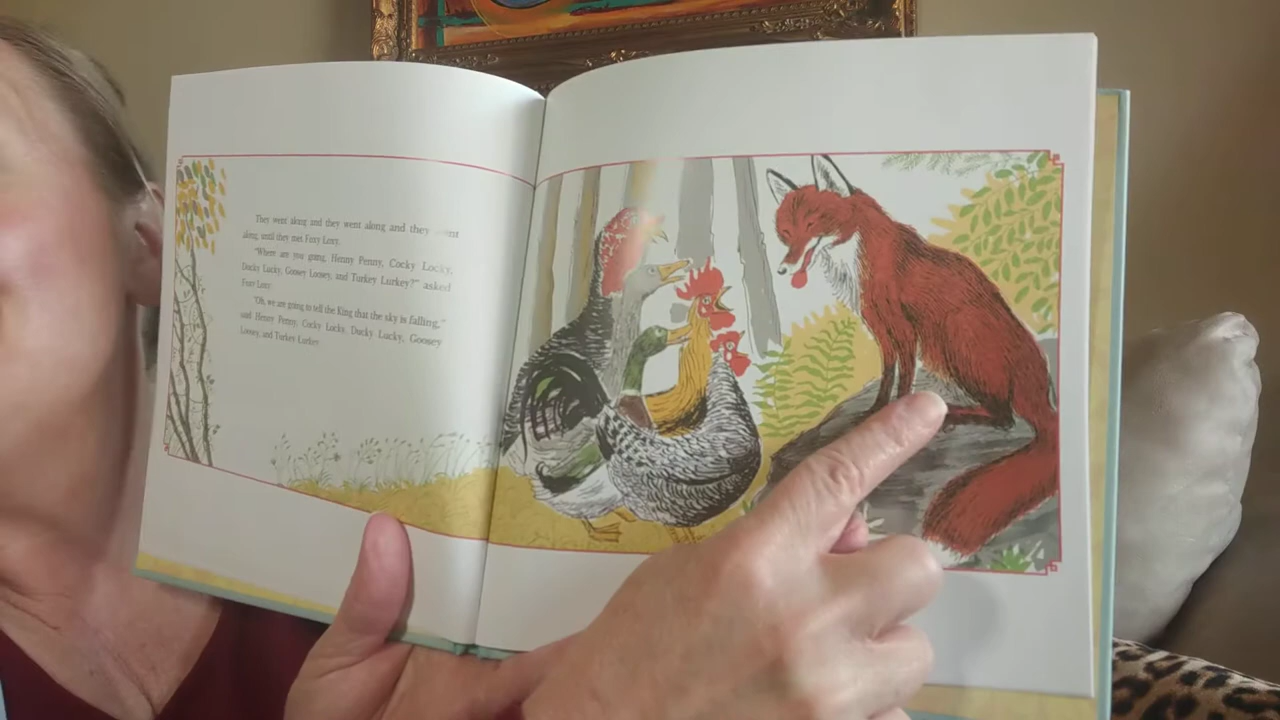 They went along and they went along and they went
along, until they met Foxy Loxy.
"Where are you going, Henny Penny, Cocky Locky,
Ducky Lucky, Goosey Loosey, and Turkey Lurkey?" asked
Foxy Loxy.
"Oh, we are going to tell the King that the sky is falling,"
said Henny Penny, Cocky Locky, Ducky Lucky, Goosey
Loosey, and Turkey Lurkey.